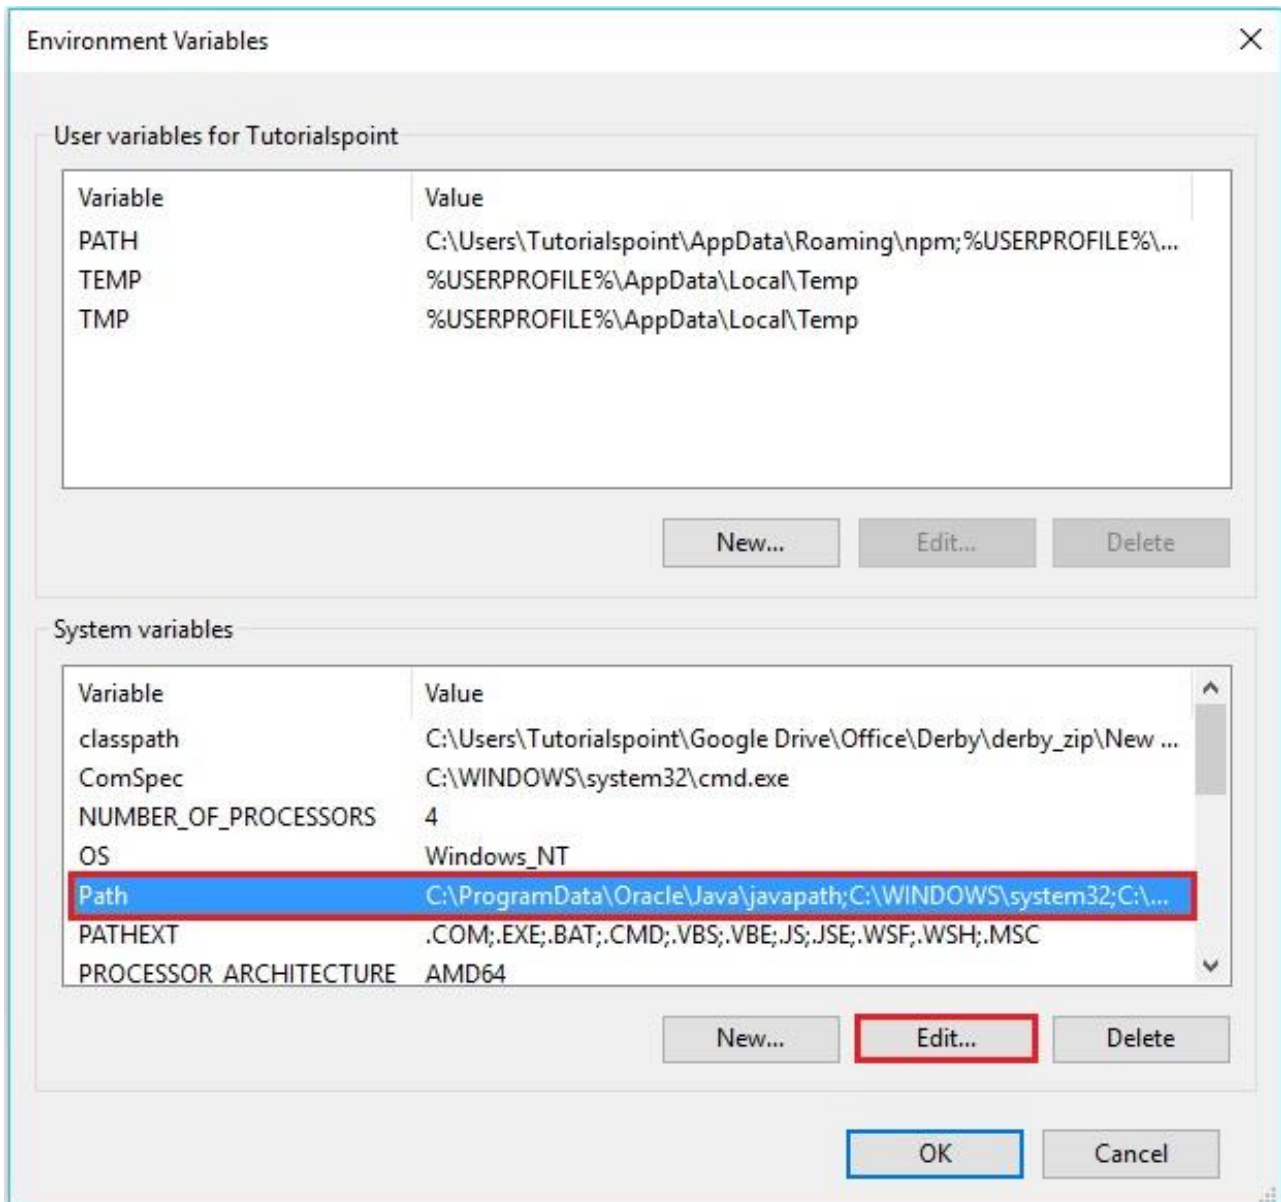 Environment Variables
User variables for Tutorialspoint
Variable Value
PATH C:\Users\Tutorialspoint\AppData\Roaming\npm;%USERPROFILE%\...
TEMP %USERPROFILE%\AppData\Local\Temp
TMP %USERPROFILE%\AppData\Local\Temp
New... Edit... Delete
System variables
Variable Value
classpath C:\Users\Tutorialspoint\Google Drive\Office\Derby\derby_zip\New ...
ComSpec C:\WINDOWS\system32\cmd.exe
NUMBER_OF_PROCESSORS 4
OS Windows_NT
Path C:\ProgramData\Oracle\Java\javapath;C:\WINDOWS\system32;C:\...
PATHEXT .COM;.EXE;.BAT;.CMD;.VBS;.VBE;.JS;.JSE;.WSF;.WSH;.MSC
PROCESSOR_ARCHITECTURE AMD64
New... Edit... Delete
OK Cancel